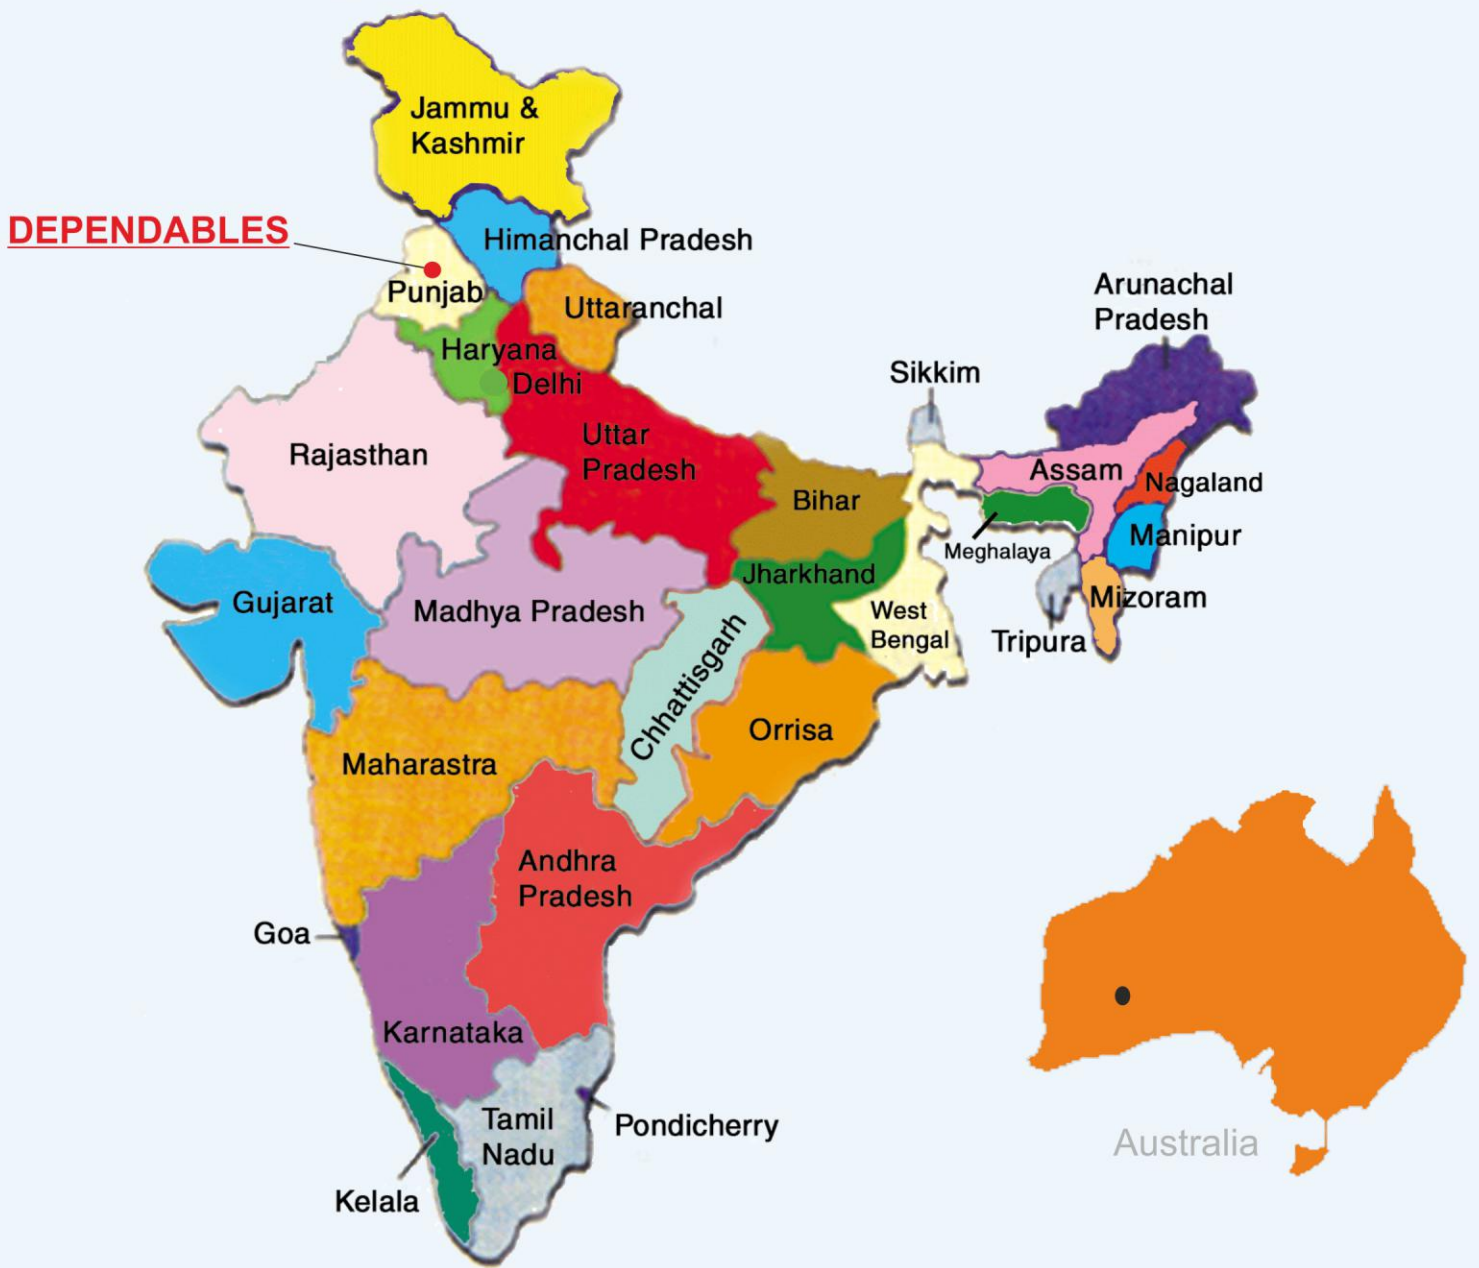 Jammu &
Kashmir
DEPENDABLES
Himanchal Pradesh
Punjab
Uttaranchal
Arunachal
Pradesh
Haryana
Delhi
Sikkim
Uttar
Pradesh
Rajasthan
Assam
Nagaland
Bihar
Manipur
Meghalaya
Jharkhand
Gujarat
Madhya Pradesh
West
Bengal
Mizoram
Tripura
Chhattisgarh
Orrisa
Maharastra
Andhra
Pradesh
Goa
Karnataka
Tamil
Nadu
Pondicherry
Australia
Kelala